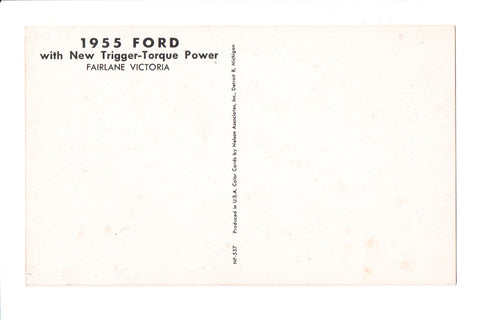 1955 FORD
with New Trigger-Torque Power
FAIRLANE VICTORIA
NF-557 Produced in U.S.A. Color Cards by Nelson Associates, Inc., Detroit 8, Michigan